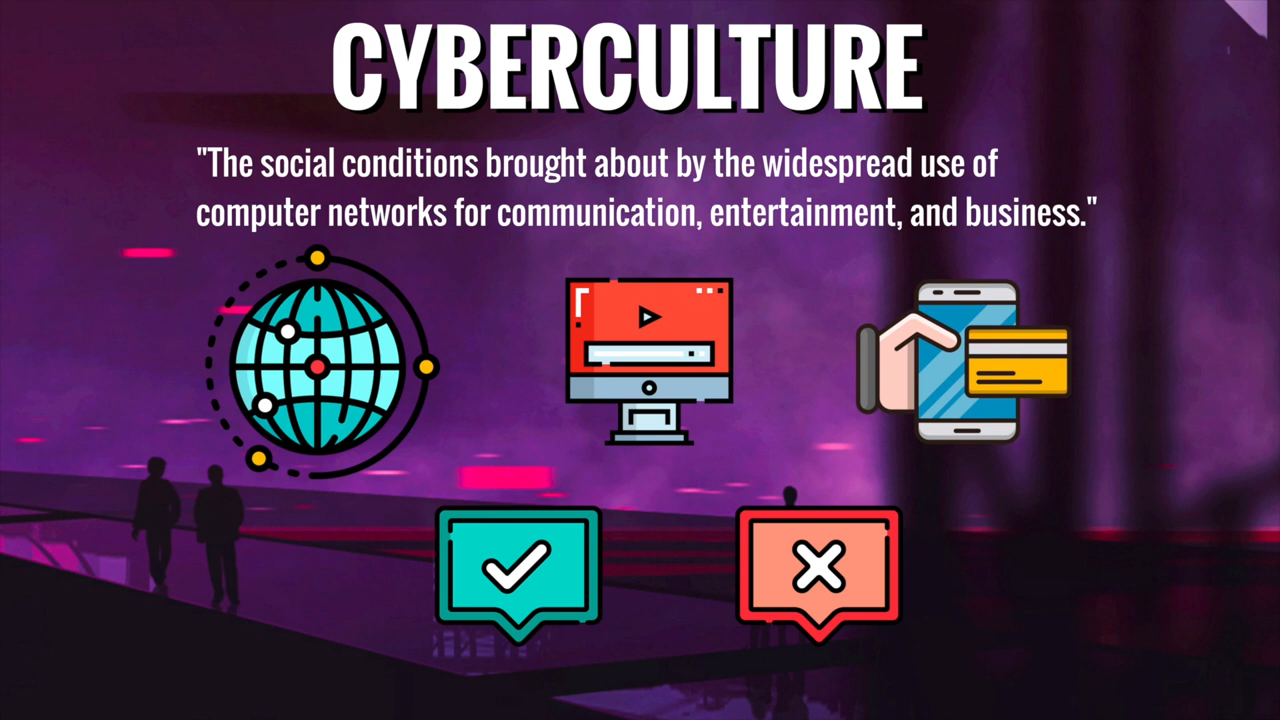 CYBERCULTURE
"The social conditions brought about by the widespread use of
computer networks for communication, entertainment, and business."